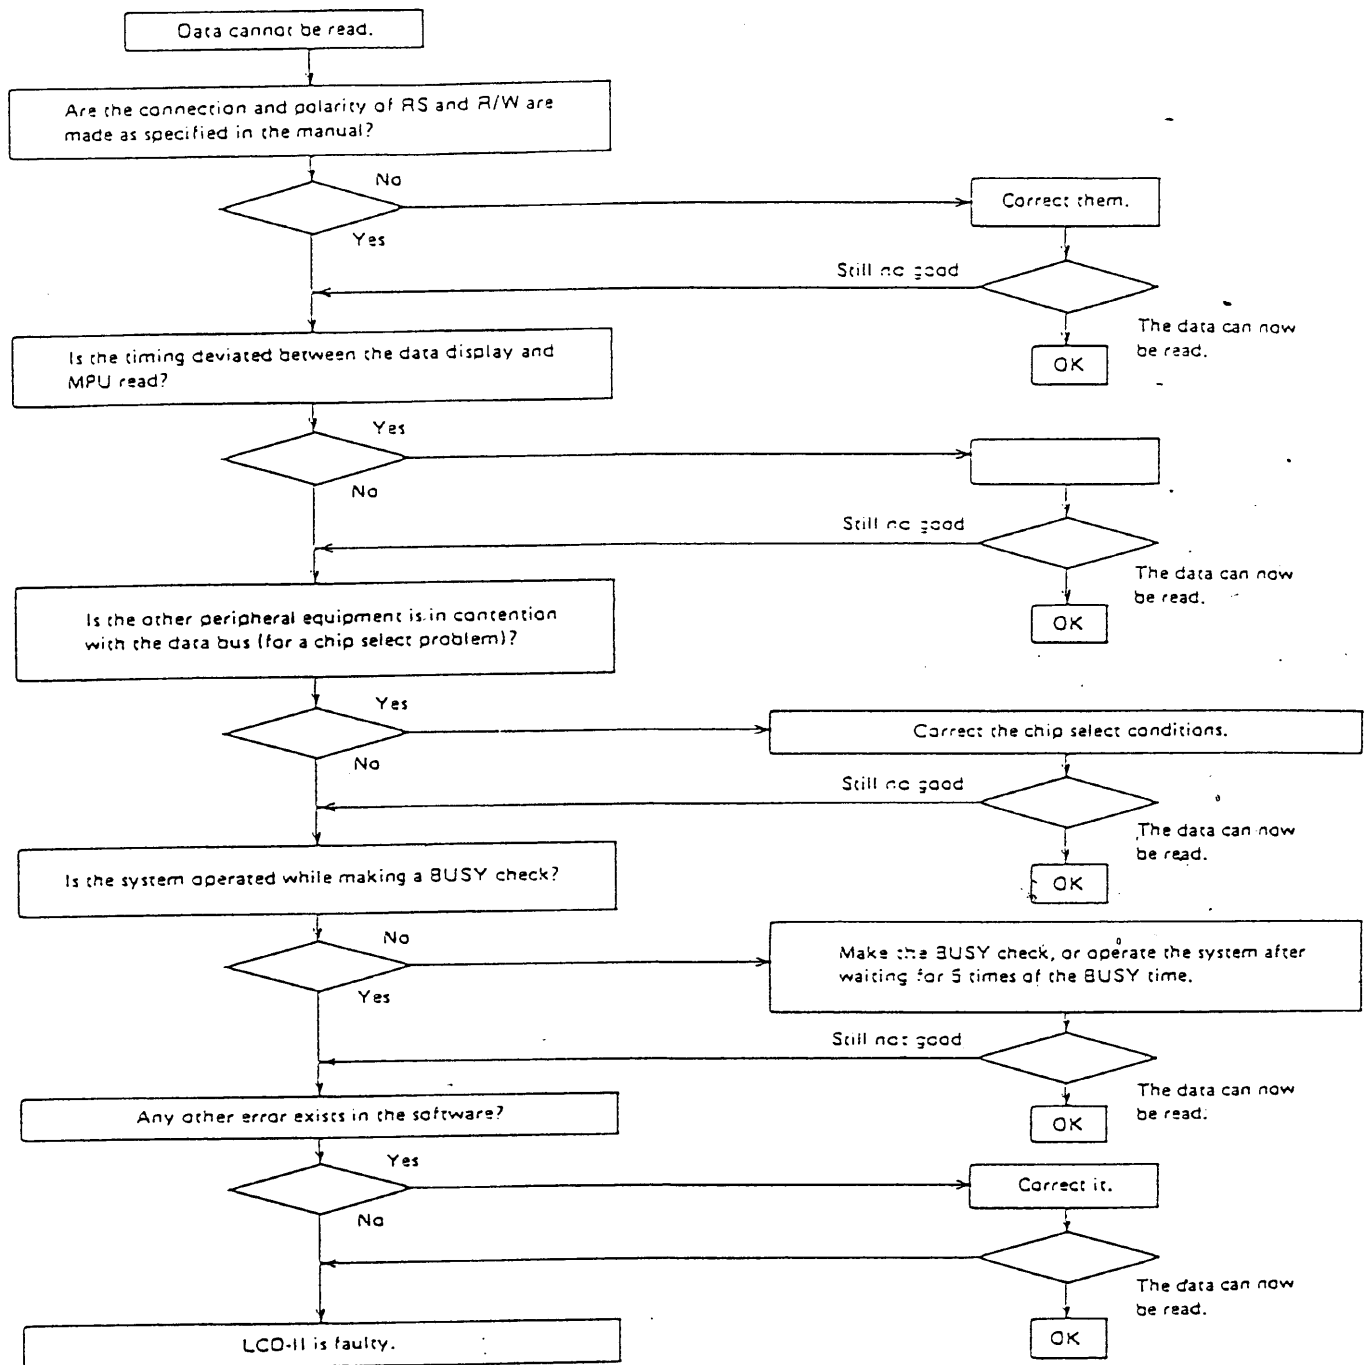 Data cannot be read.
Are the connection and polarity of RS and R/W are
made as specified in the manual?
No
Correct them.
Yes
Still no good
The data can now
be read.
OK
Is the timing deviated between the data display and
MPU read?
Yes
No
Still no good
The data can now
be read.
OK
Is the other peripheral equipment is in contention
with the data bus (for a chip select problem)?
Yes
Correct the chip select conditions.
No
Still no good
The data can now
be read.
OK
Is the system operated while making a BUSY check?
No
Make the BUSY check, or operate the system after
waiting for 5 times of the BUSY time.
Yes
Still not good
The data can now
be read.
OK
Any other error exists in the software?
Yes
Correct it.
No
The data can now
be read.
OK
LCD-II is faulty.